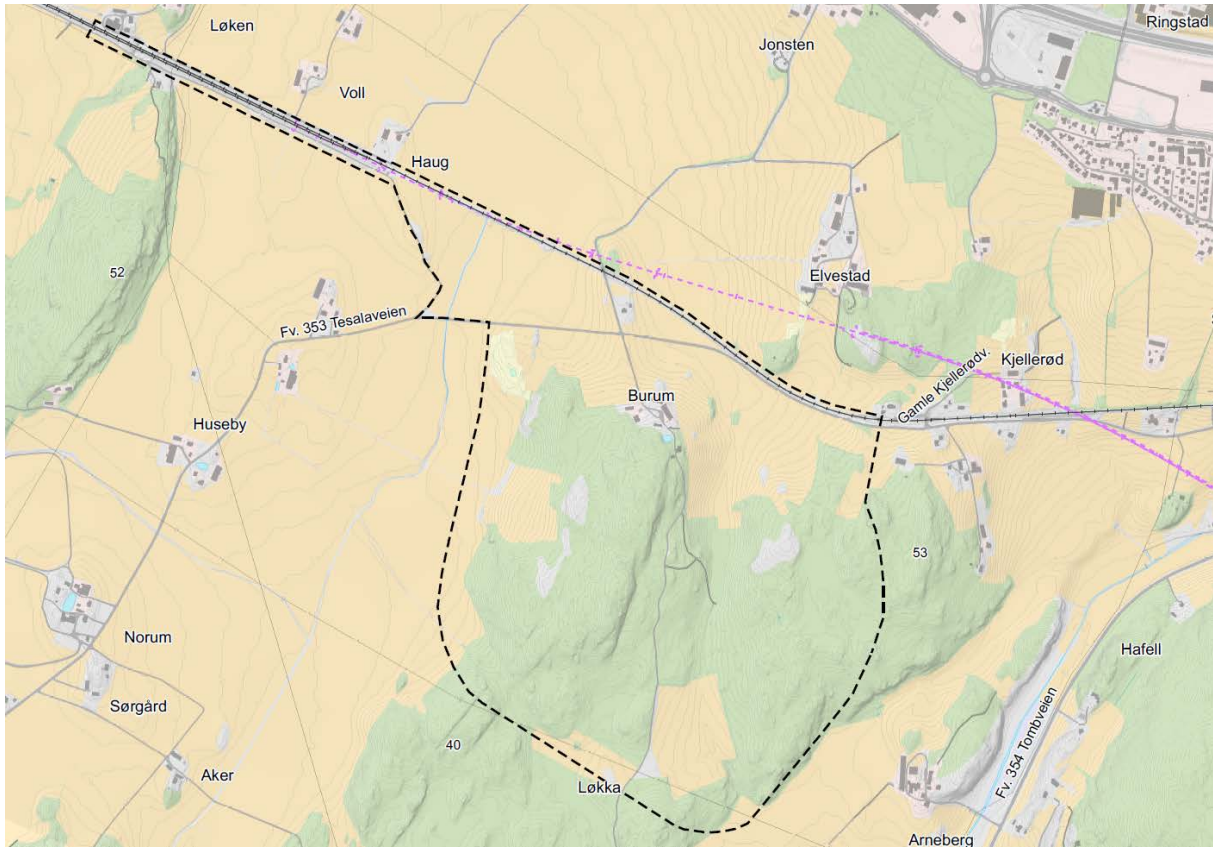 Løken
Ringstad
Jonsten
Voll
Haug
52
Elvestad
Fv. 353 Tesalaveien
Kjellerød
Gamle Kjellerødv.
Burum
Huseby
53
Norum
Hafell
Sørgård
40
Fv. 354 Tombveien
Aker
Løkka
Arneberg